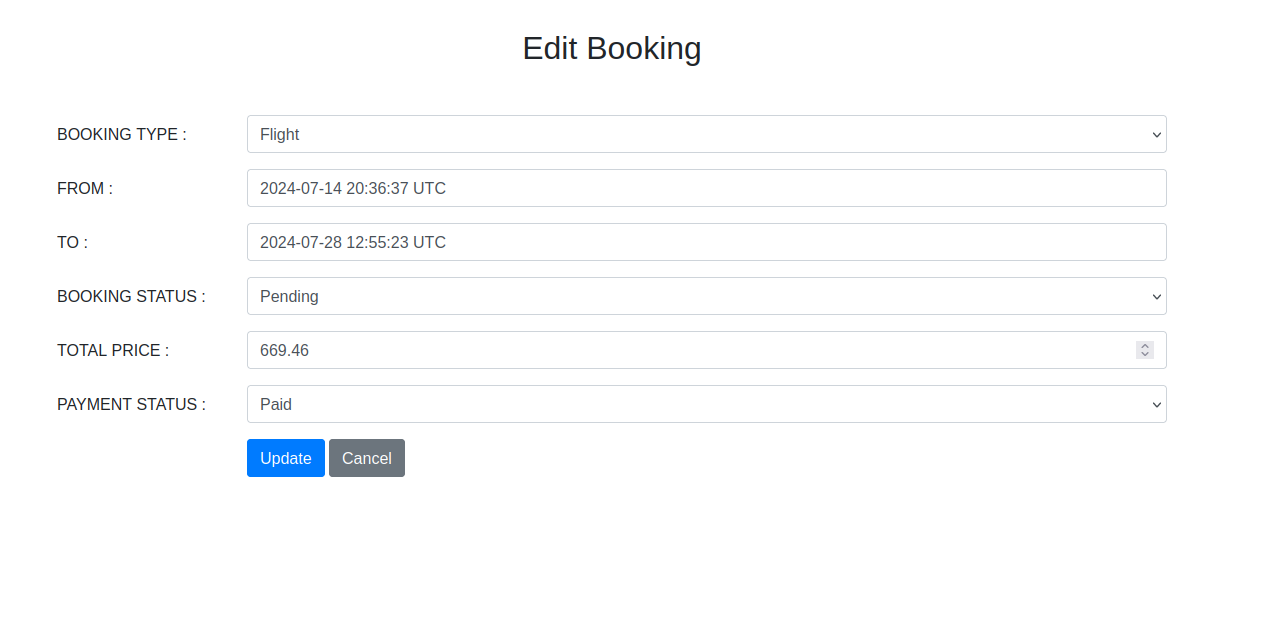 Edit Booking
BOOKING TYPE : Flight
FROM : 2024-07-14 20:36:37 UTC
TO : 2024-07-28 12:55:23 UTC
BOOKING STATUS : Pending
TOTAL PRICE : 669.46
PAYMENT STATUS : Paid
Update Cancel